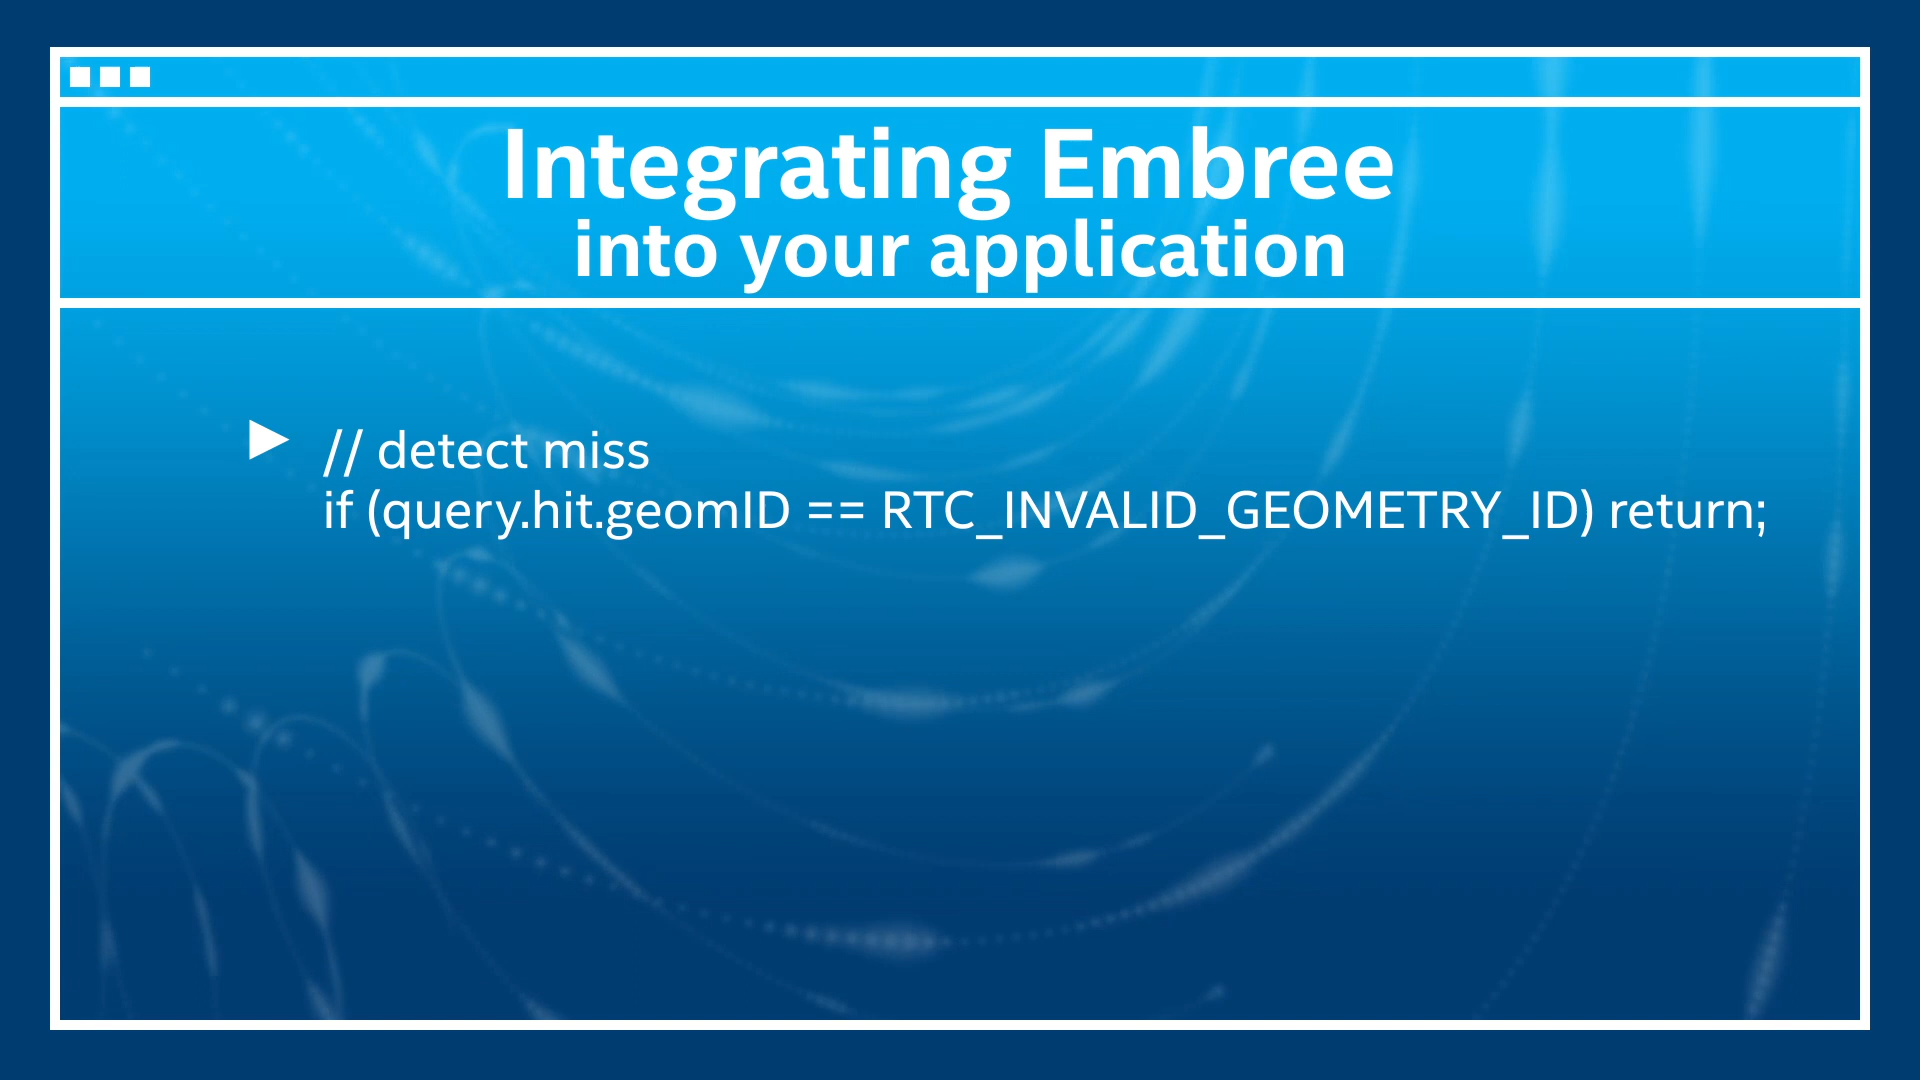 Integrating Embree
into your application
// detect miss
if (query.hit.geomID == RTC_INVALID_GEOMETRY_ID) return;